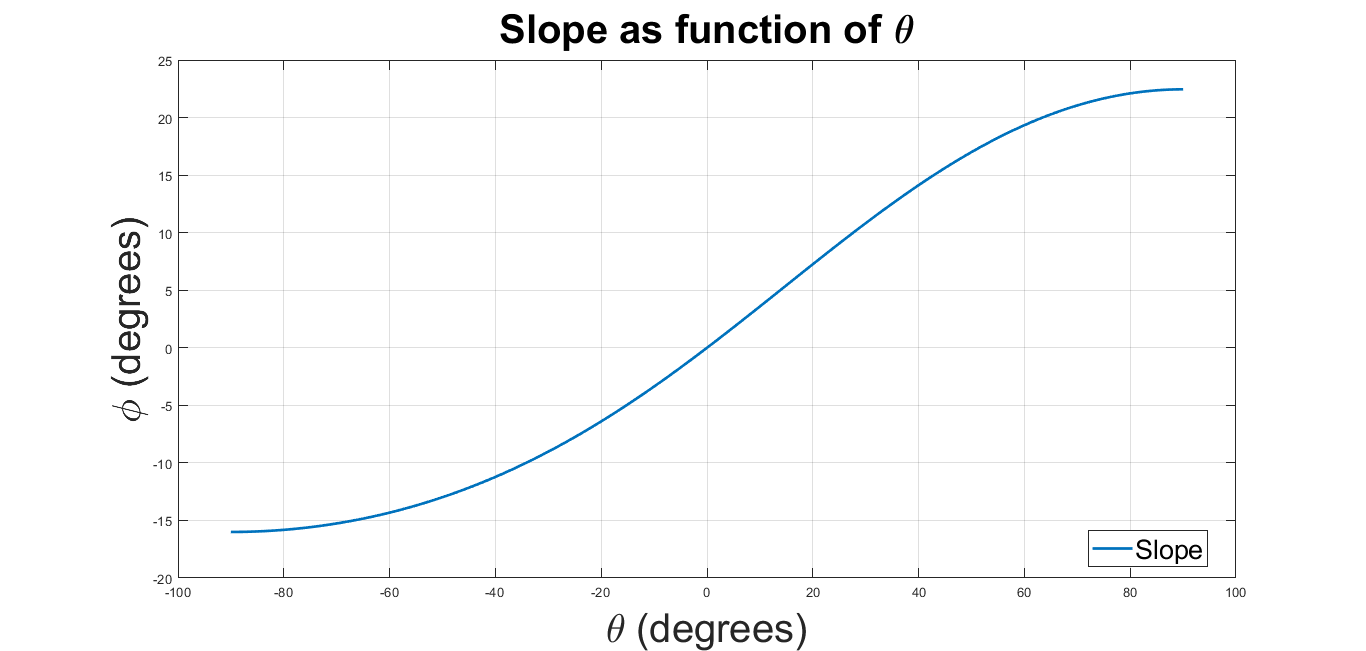 Slope as function of θ
25
20
15
10
5
0
-5
-10
-15
-20
ϕ (degrees)
-100 -80 -60 -40 -20 0 20 40 60 80 100
θ (degrees)
Slope